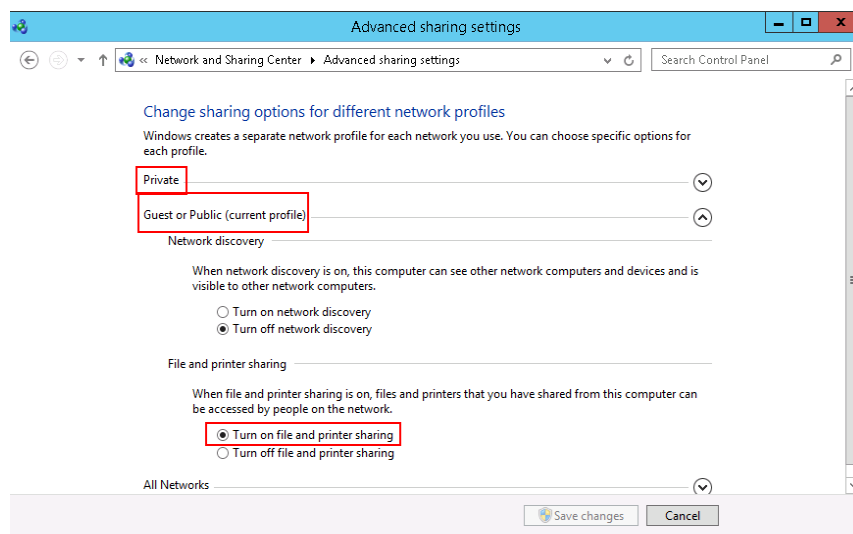 Advanced sharing settings
« Network and Sharing Center Advanced sharing settings
Search Control Panel
Change sharing options for different network profiles
Windows creates a separate network profile for each network you use. You can choose specific options for
each profile.
Private
Guest or Public (current profile)
Network discovery
When network discovery is on, this computer can see other network computers and devices and is
visible to other network computers.
Turn on network discovery
Turn off network discovery
File and printer sharing
When file and printer sharing is on, files and printers that you have shared from this computer can
be accessed by people on the network.
Turn on file and printer sharing
Turn off file and printer sharing
All Networks
Save changes
Cancel